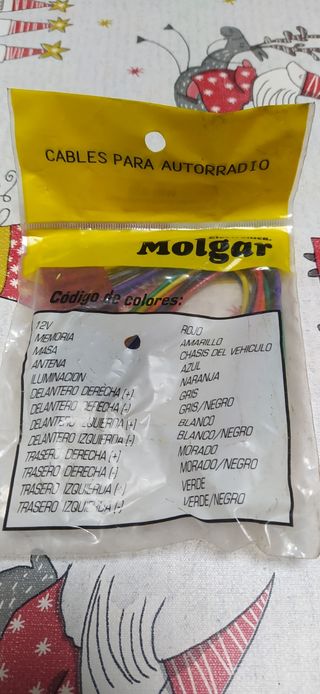 CABLES PARA AUTORRADIO
Molgar
Código de colores:
12V ROJO
MEMORIA AMARILLO
MASA CHASIS DEL VEHICULO
ANTENA AZUL
ILUMINACION NARANJA
DELANTERO DERECHA (+) GRIS
DELANTERO DERECHA (-) GRIS/NEGRO
DELANTERO IZQUIERDA (+) BLANCO
DELANTERO IZQUIERDA (-) BLANCO/NEGRO
TRASERO DERECHA (+) MORADO
TRASERO DERECHA (-) MORADO/NEGRO
TRASERO IZQUIERDA (+) VERDE
TRASERO IZQUIERDA (-) VERDE/NEGRO